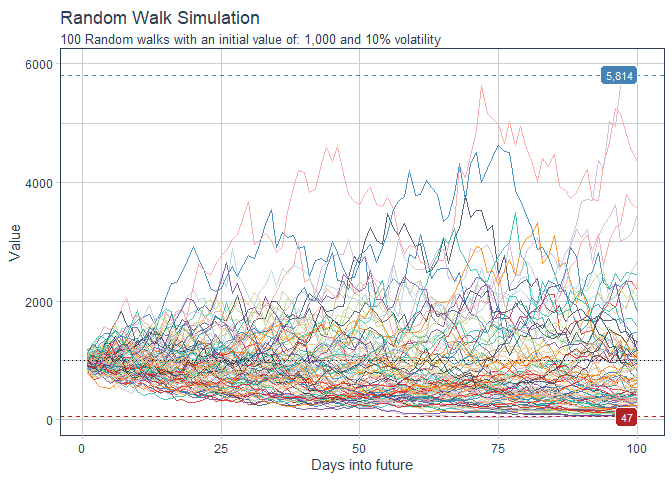 Random Walk Simulation
100 Random walks with an initial value of: 1,000 and 10% volatility
6000
5,814
4000
Value
2000
0
47
0 25 50 75 100
Days into future